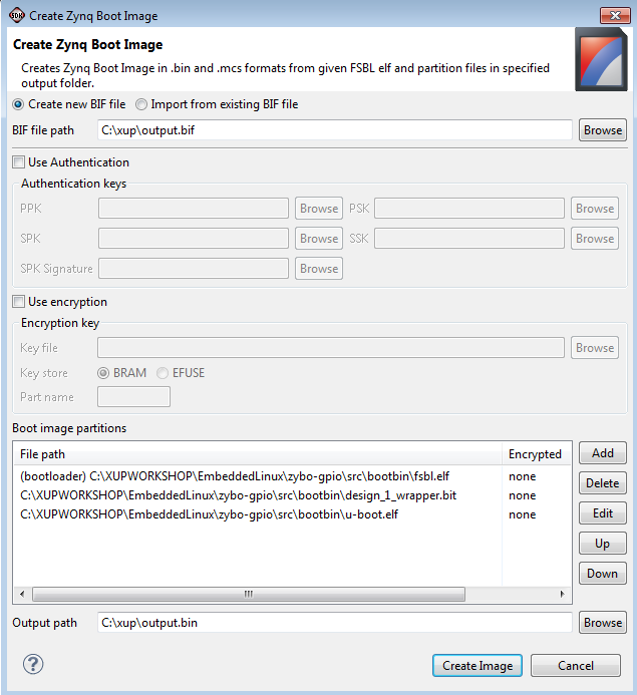 Create Zynq Boot Image
Create Zynq Boot Image
Creates Zynq Boot Image in .bin and .mcs formats from given FSBL elf and partition files in specified
output folder.
Create new BIF file Import from existing BIF file
BIF file path C:\xup\output.bif Browse
Use Authentication
Authentication keys
PPK Browse PSK Browse
SPK Browse SSK Browse
SPK Signature Browse
Use encryption
Encryption key
Key file Browse
Key store BRAM EFUSE
Part name
Boot image partitions
File path Encrypted Add
(bootloader) C:\XUPWORKSHOP\EmbeddedLinux\zybo-gpio\src\bootbin\fsbl.elf none
C:\XUPWORKSHOP\EmbeddedLinux\zybo-gpio\src\bootbin\design_1_wrapper.bit none Delete
C:\XUPWORKSHOP\EmbeddedLinux\zybo-gpio\src\bootbin\u-boot.elf none Edit
Up
Down
Output path C:\xup\output.bin Browse
? Create Image Cancel